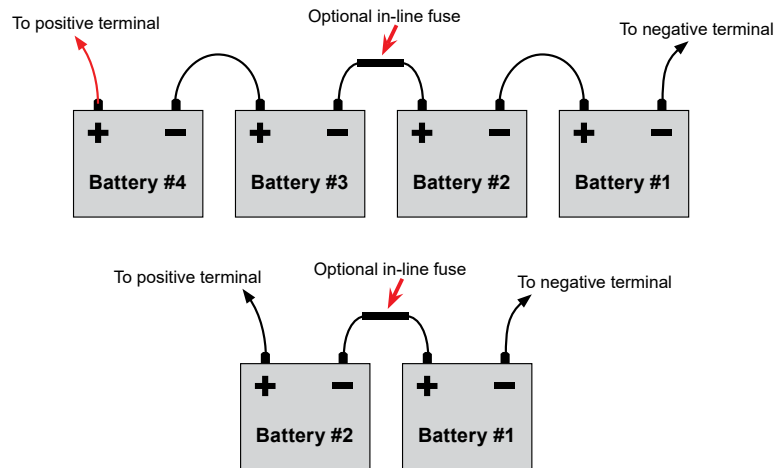 Optional in-line fuse
To positive terminal
To negative terminal
+ − + − + − + −
Battery #4 Battery #3 Battery #2 Battery #1
Optional in-line fuse
To positive terminal
To negative terminal
+ − + −
Battery #2 Battery #1